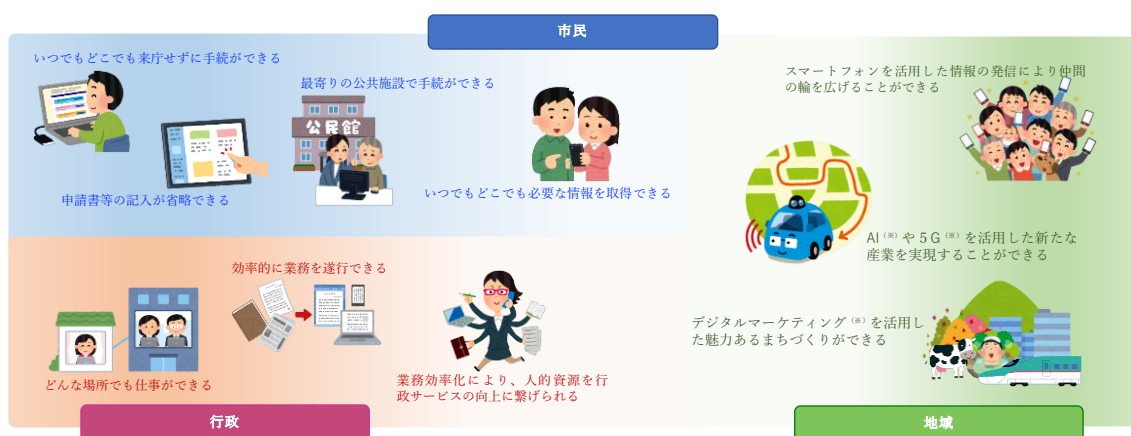 市民
いつでもどこでも来庁せずに手続ができる
最寄りの公共施設で手続ができる
公民館
申請書等の記入が省略できる
いつでもどこでも必要な情報を取得できる
スマートフォンを活用した情報の発信により仲間
の輪を広げることができる
AI(※)や5G(※)を活用した新たな
産業を実現することができる
デジタルマーケティング(※)を活用し
た魅力あるまちづくりができる
効率的に業務を遂行できる
どんな場所でも仕事ができる
業務効率化により、人的資源を行
政サービスの向上に繋げられる
行政
地域